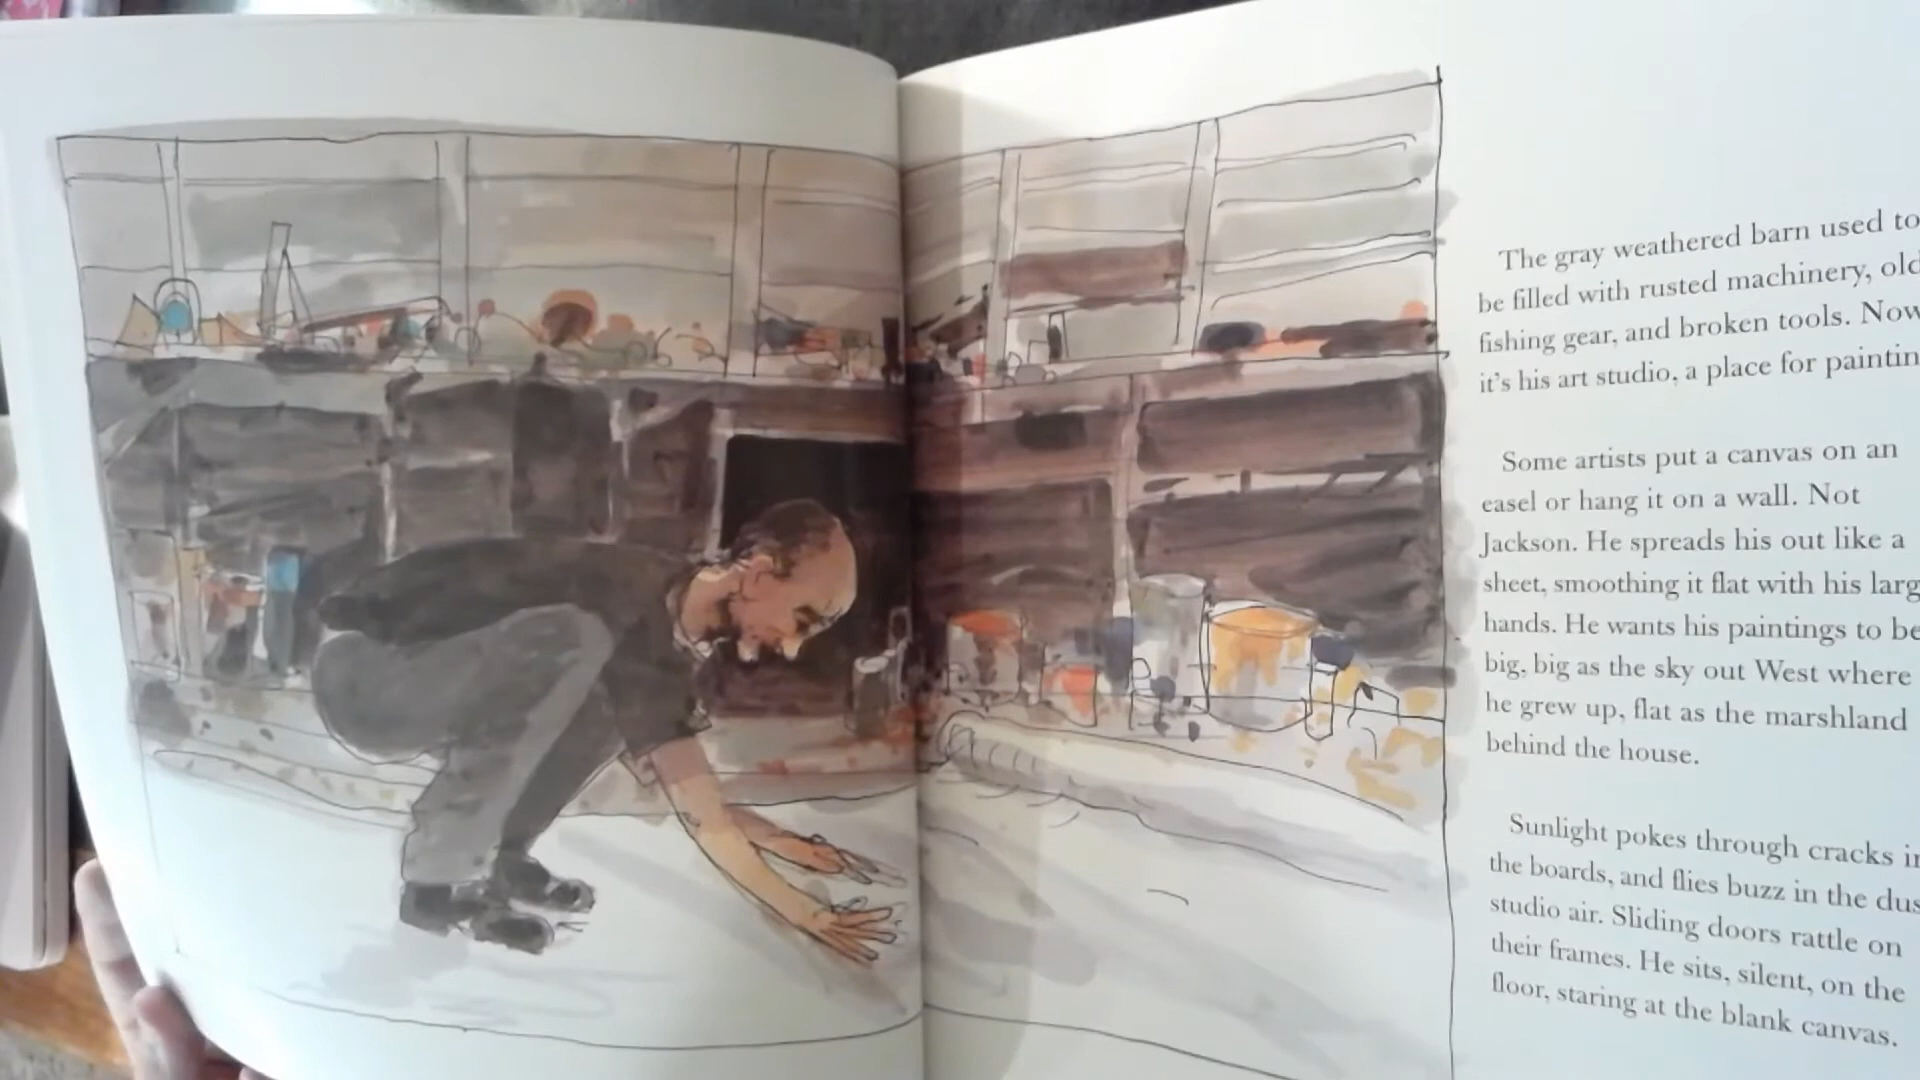 The gray weathered barn used to
be filled with rusted machinery, old
fishing gear, and broken tools. Now
it's his art studio, a place for paintin
Some artists put a canvas on an
easel or hang it on a wall. Not
Jackson. He spreads his out like a
sheet, smoothing it flat with his larg
hands. He wants his paintings to be
big, big as the sky out West where
he grew up, flat as the marshland
behind the house.
Sunlight pokes through cracks in
the boards, and flies buzz in the dus
studio air. Sliding doors rattle on
their frames. He sits, silent, on the
floor, staring at the blank canvas.